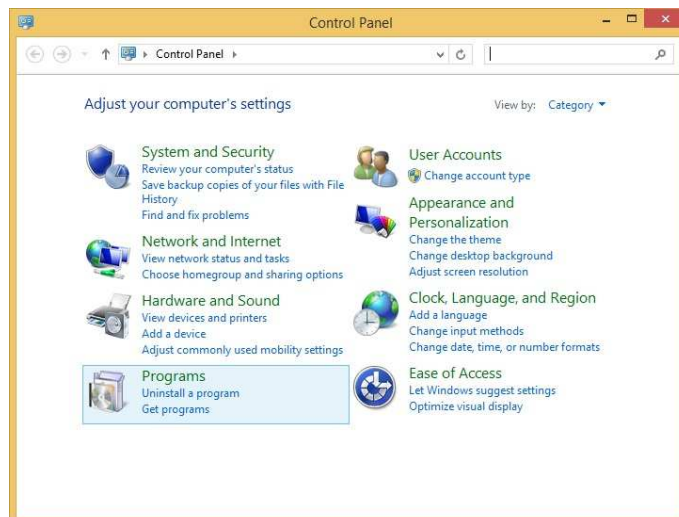 Control Panel
Control Panel
Adjust your computer's settings
View by: Category
System and Security
Review your computer's status
Save backup copies of your files with File
History
Find and fix problems
Network and Internet
View network status and tasks
Choose homegroup and sharing options
Hardware and Sound
View devices and printers
Add a device
Adjust commonly used mobility settings
Programs
Uninstall a program
Get programs
User Accounts
Change account type
Appearance and
Personalization
Change the theme
Change desktop background
Adjust screen resolution
Clock, Language, and Region
Add a language
Change input methods
Change date, time, or number formats
Ease of Access
Let Windows suggest settings
Optimize visual display